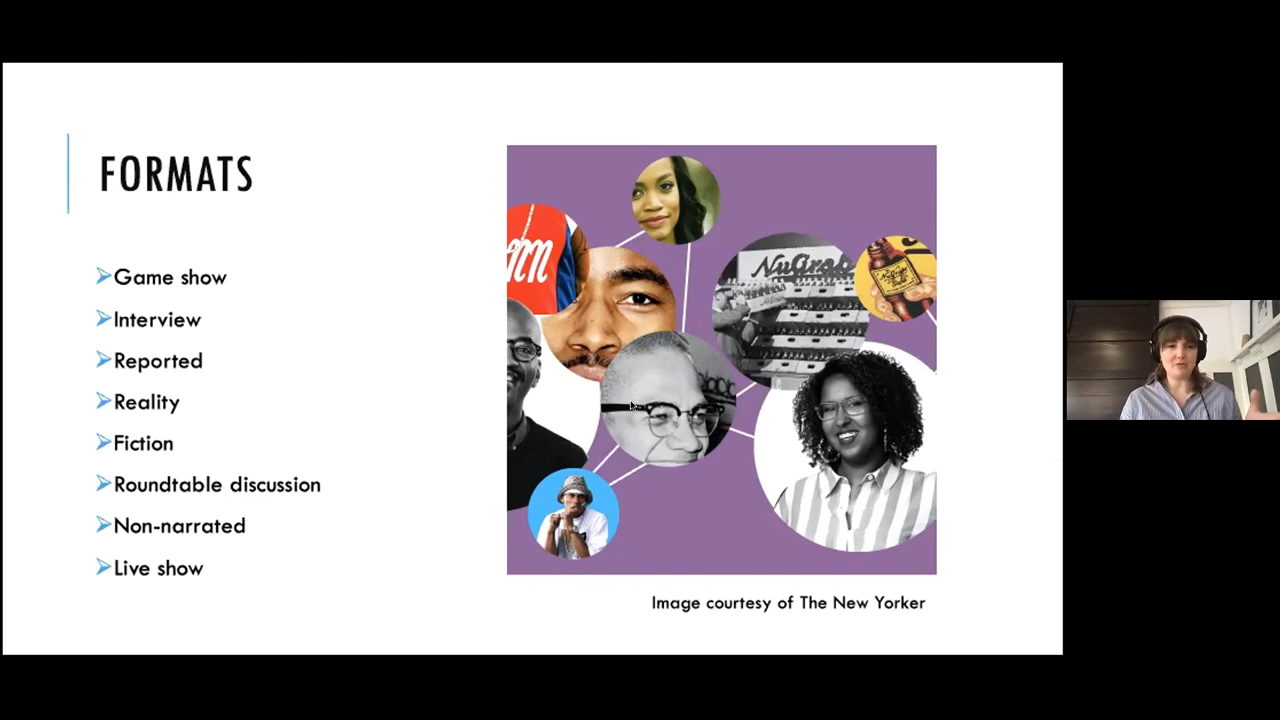 FORMATS
Game show
Interview
Reported
Reality
Fiction
Roundtable discussion
Non-narrated
Live show
NuGrap
Image courtesy of The New Yorker